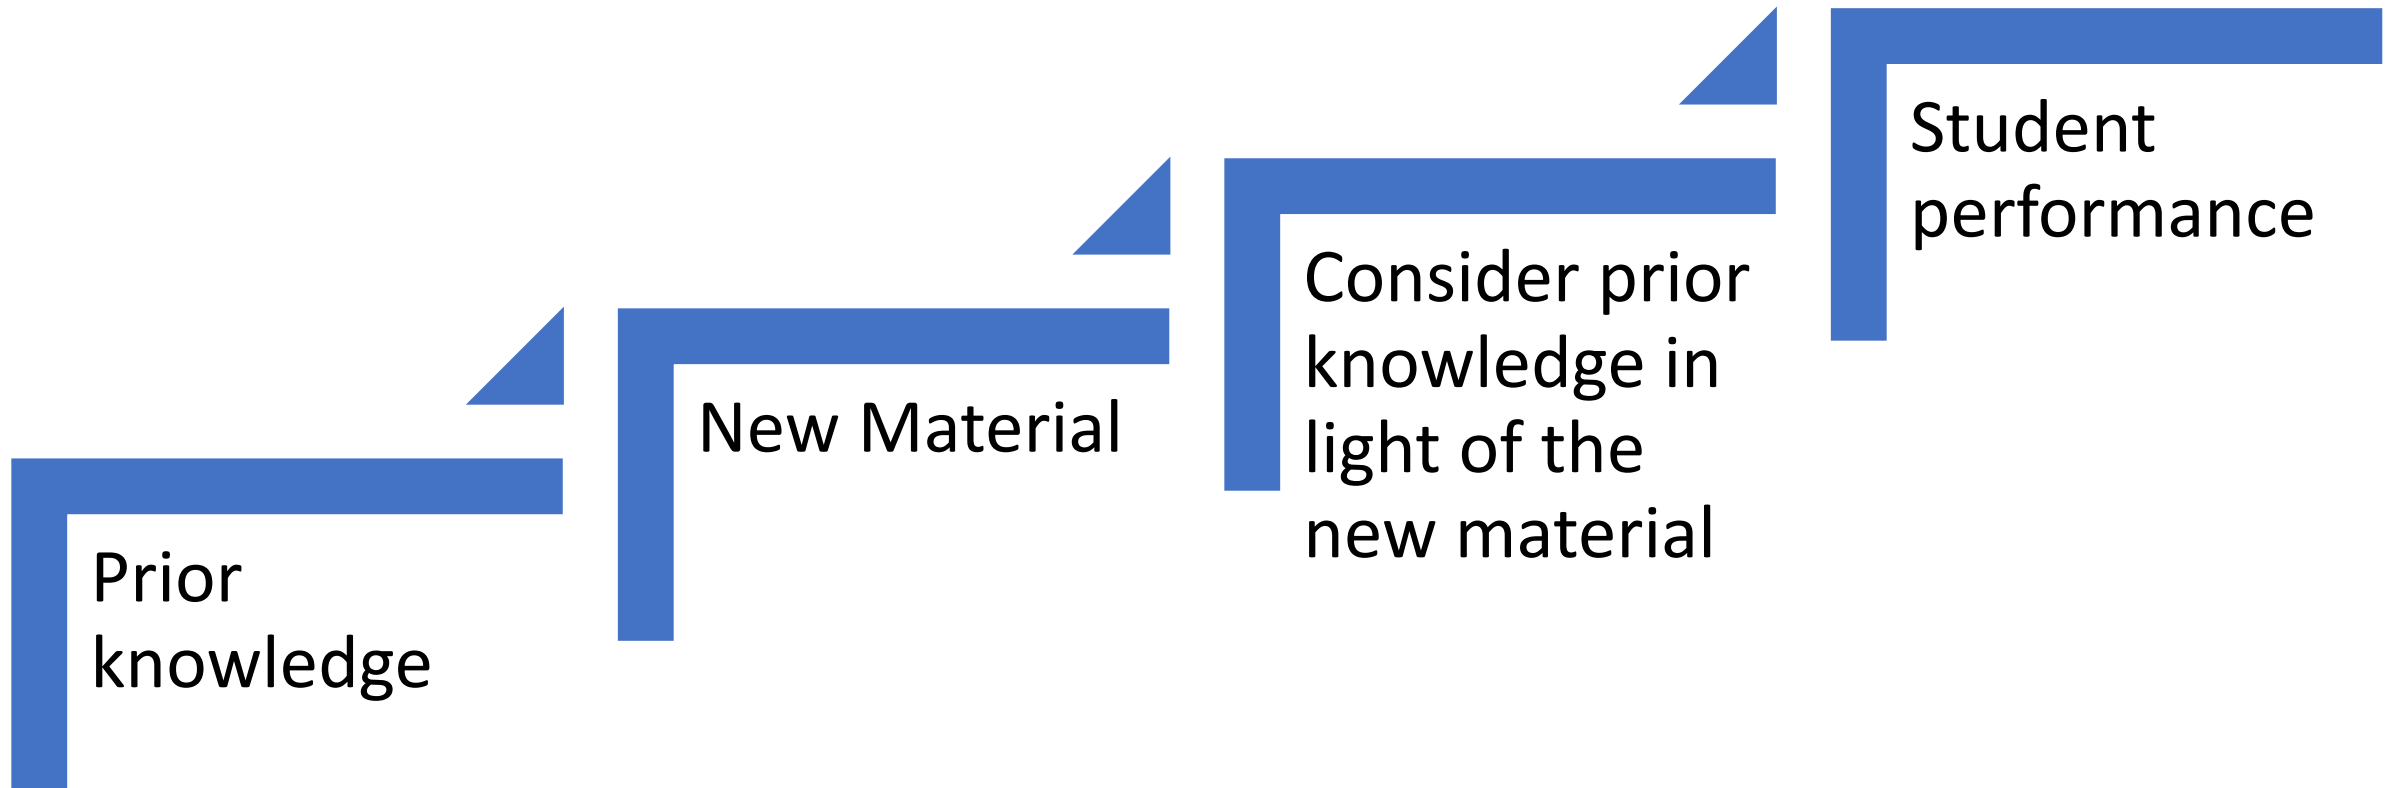 Prior
knowledge
New Material
Consider prior
knowledge in
light of the
new material
Student
performance